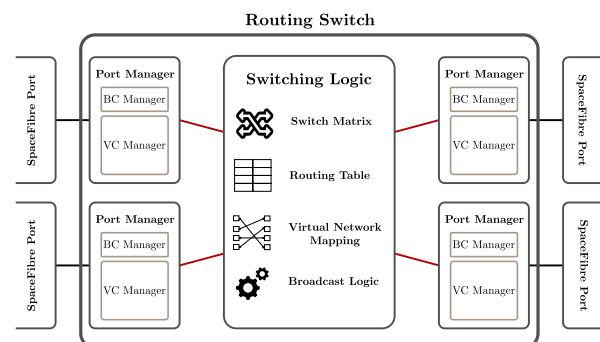 Routing Switch
SpaceFibre Port
Port Manager
BC Manager
VC Manager
Switching Logic
Switch Matrix
Routing Table
Virtual Network
Mapping
Broadcast Logic
Port Manager
BC Manager
VC Manager
SpaceFibre Port
SpaceFibre Port
Port Manager
BC Manager
VC Manager
Port Manager
BC Manager
VC Manager
SpaceFibre Port